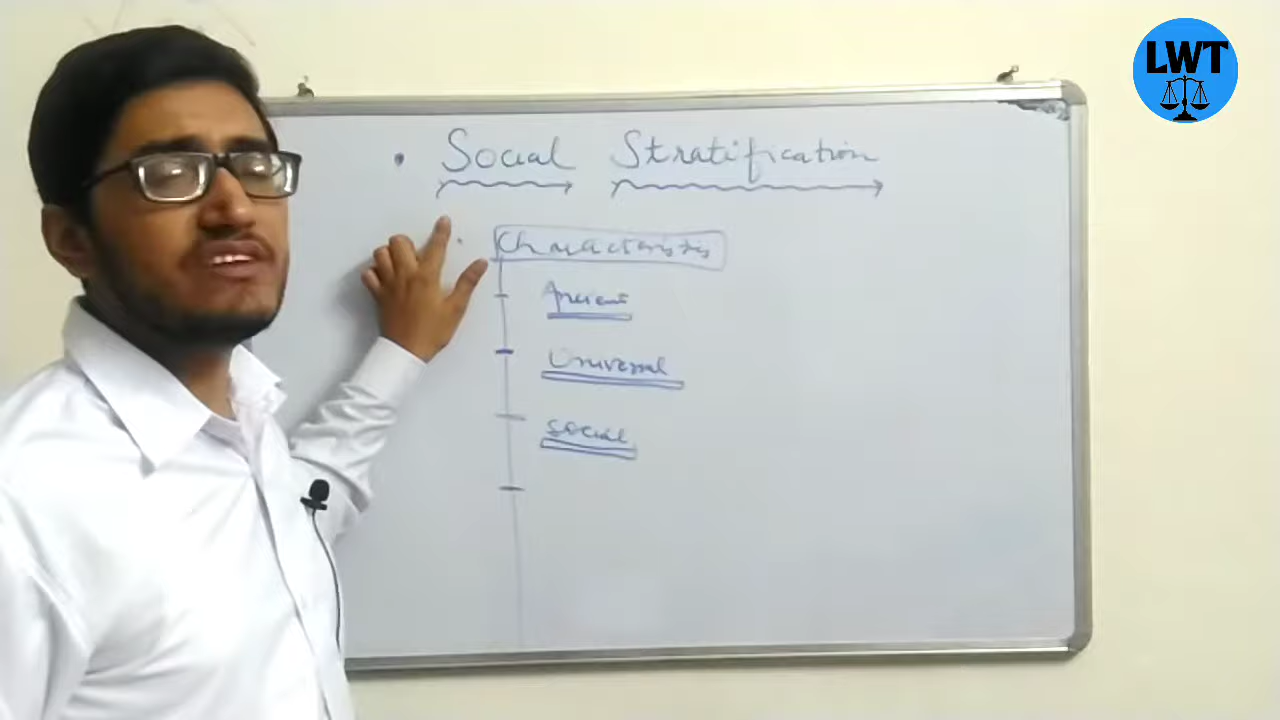 LWT
Social Stratification
Characteristics
Ancient
Universal
social